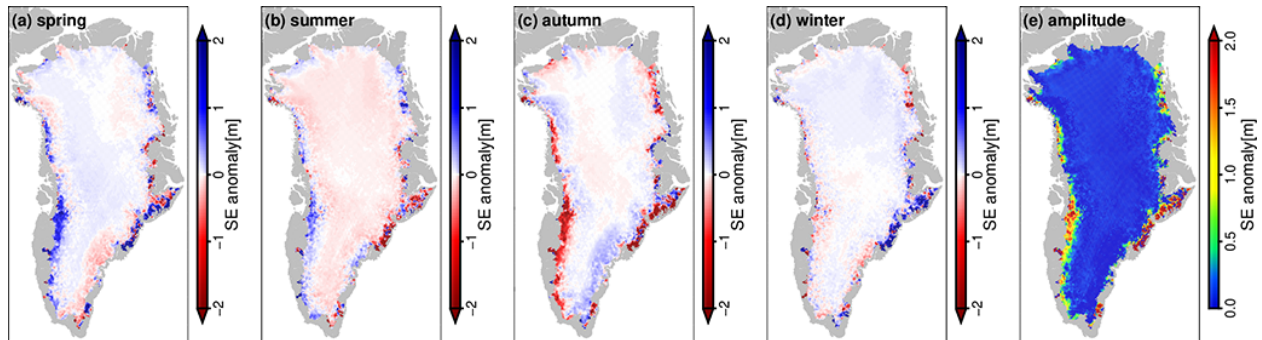 (a) spring
2
1
0
−1
−2
SE anomaly[m]
(b) summer
2
1
0
−1
−2
SE anomaly[m]
(c) autumn
2
1
0
−1
−2
SE anomaly[m]
(d) winter
2
1
0
−1
−2
SE anomaly[m]
(e) amplitude
2.0
1.5
1.0
0.5
0.0
SE anomaly[m]